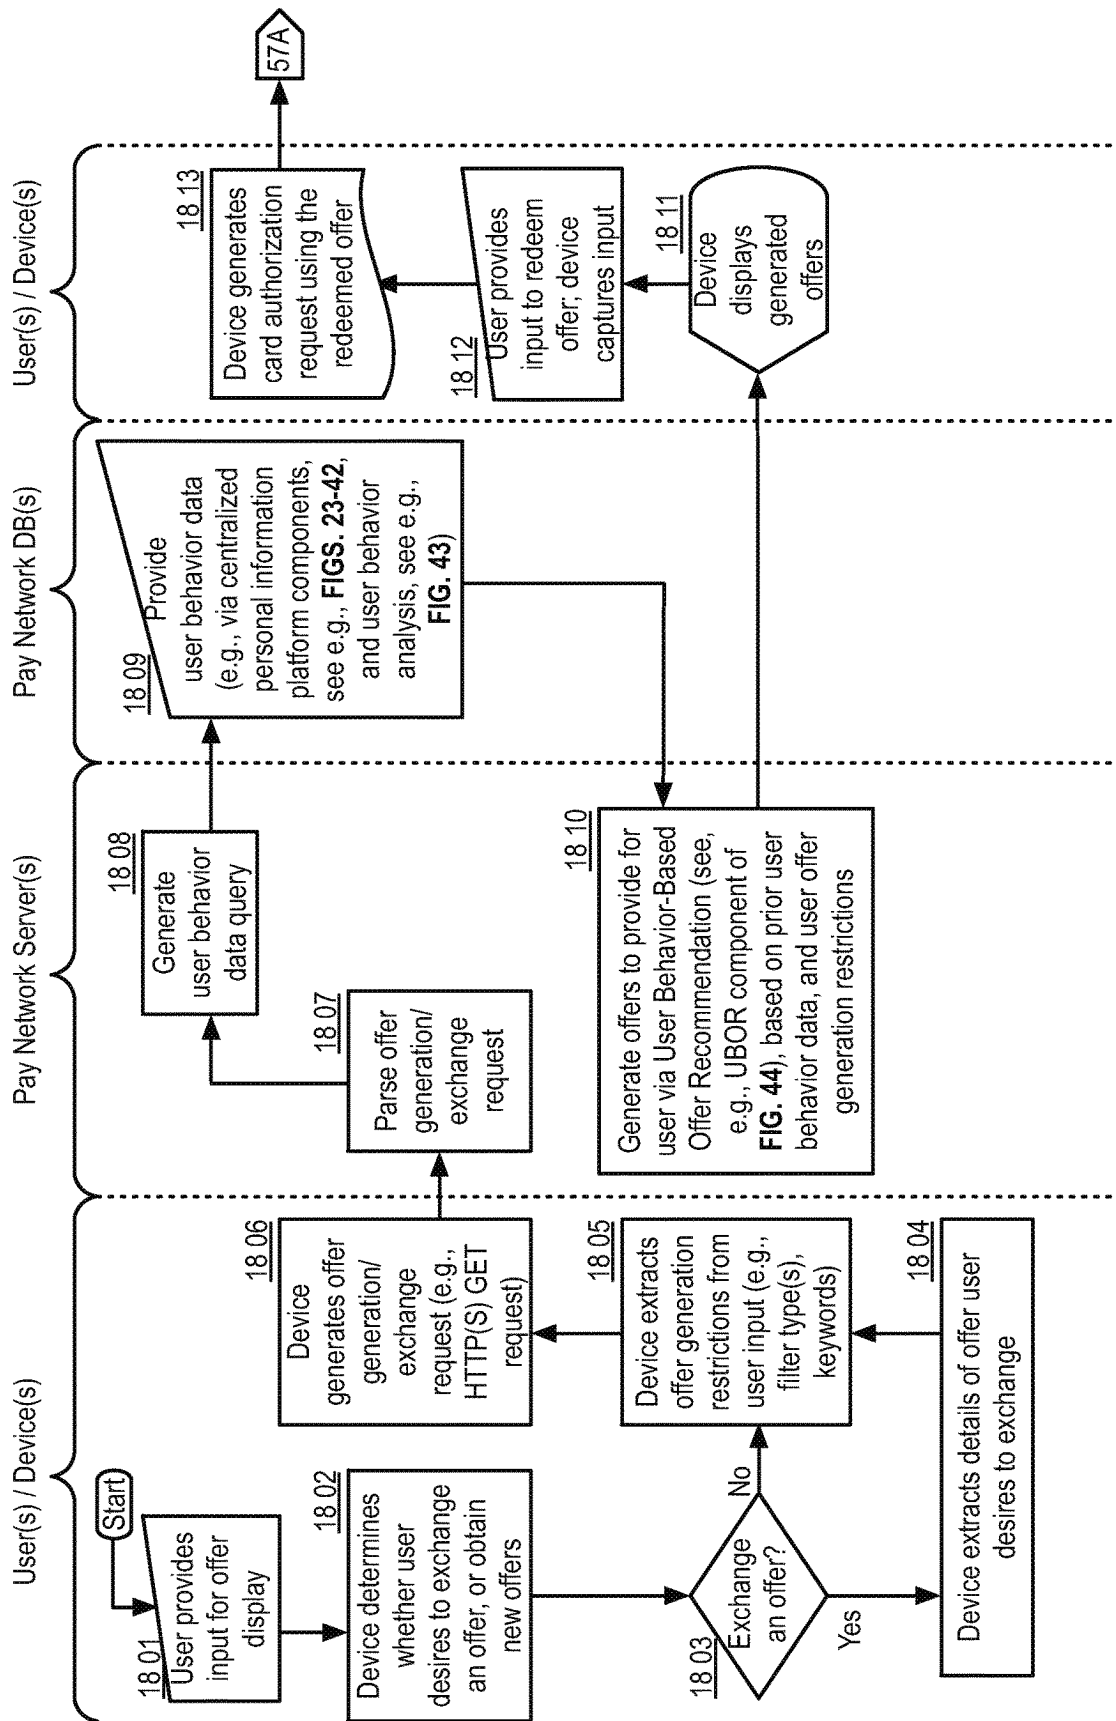 User(s) / Device(s)
Pay Network Server(s)
Pay Network DB(s)
User(s) / Device(s)
Start
18 01
User provides
input for offer
display
18 02
Device determines
whether user
desires to exchange
an offer, or obtain
new offers
18 03
Exchange
an offer?
No
Yes
18 04
Device extracts details of offer user
desires to exchange
18 05
Device extracts
offer generation
restrictions from
user input (e.g.,
filter type(s),
keywords)
18 06
Device
generates offer
generation/
exchange
request (e.g.,
HTTP(S) GET
request)
18 07
Parse offer
generation/
exchange
request
18 08
Generate
user behavior
data query
18 09
Provide
user behavior data
(e.g., via centralized
personal information
platform components,
see e.g., FIGS. 23-42,
and user behavior
analysis, see e.g.,
FIG. 43)
18 10
Generate offers to provide for
user via User Behavior-Based
Offer Recommendation (see,
e.g., UBOR component of
FIG. 44), based on prior user
behavior data, and user offer
generation restrictions
18 11
Device
displays
generated
offers
18 12
User provides
input to redeem
offer; device
captures input
18 13
Device generates
card authorization
request using the
redeemed offer
57A